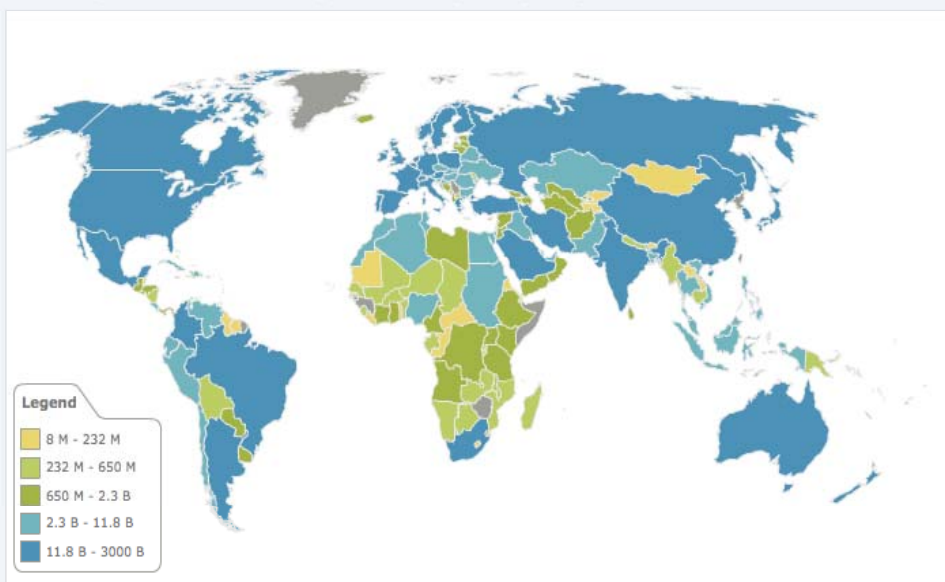 Legend
8 M - 232 M
232 M - 650 M
650 M - 2.3 B
2.3 B - 11.8 B
11.8 B - 3000 B